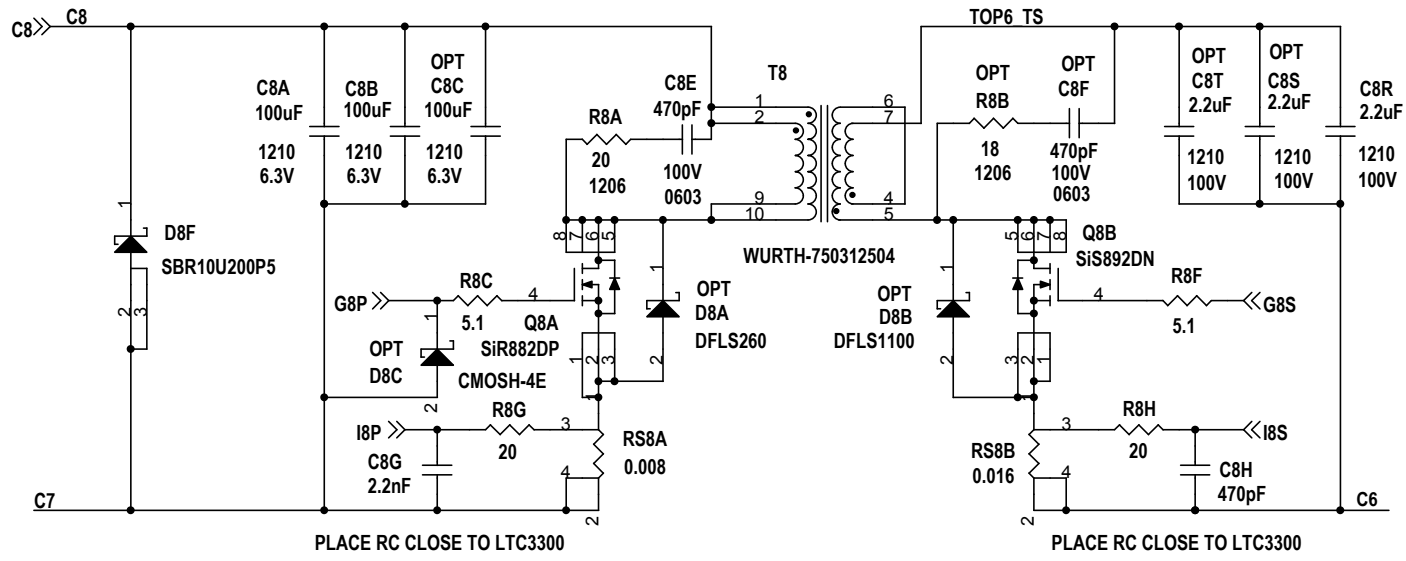 C8
C8
TOP6_TS
C8A
100uF
1210
6.3V
C8B
100uF
1210
6.3V
OPT
C8C
100uF
1210
6.3V
R8A
20
1206
C8E
470pF
100V
0603
T8
1
2
9
10
6
7
4
5
WURTH-750312504
OPT
R8B
18
1206
OPT
C8F
470pF
100V
0603
OPT
C8T
2.2uF
1210
100V
OPT
C8S
2.2uF
1210
100V
C8R
2.2uF
1210
100V
1
D8F
SBR10U200P5
2
3
G8P
R8C
5.1
1
OPT
D8C
CMOSH-4E
2
8
7
6
5
4
Q8A
SiR882DP
1
2
3
1
OPT
D8A
DFLS260
2
I8P
R8G
20
C8G
2.2nF
1
3
4
2
RS8A
0.008
1
OPT
D8B
DFLS1100
2
5
6
7
8
Q8B
SiS892DN
4
3
2
1
R8F
5.1
G8S
1
3
4
2
RS8B
0.016
R8H
20
I8S
C8H
470pF
C7
C6
PLACE RC CLOSE TO LTC3300
PLACE RC CLOSE TO LTC3300